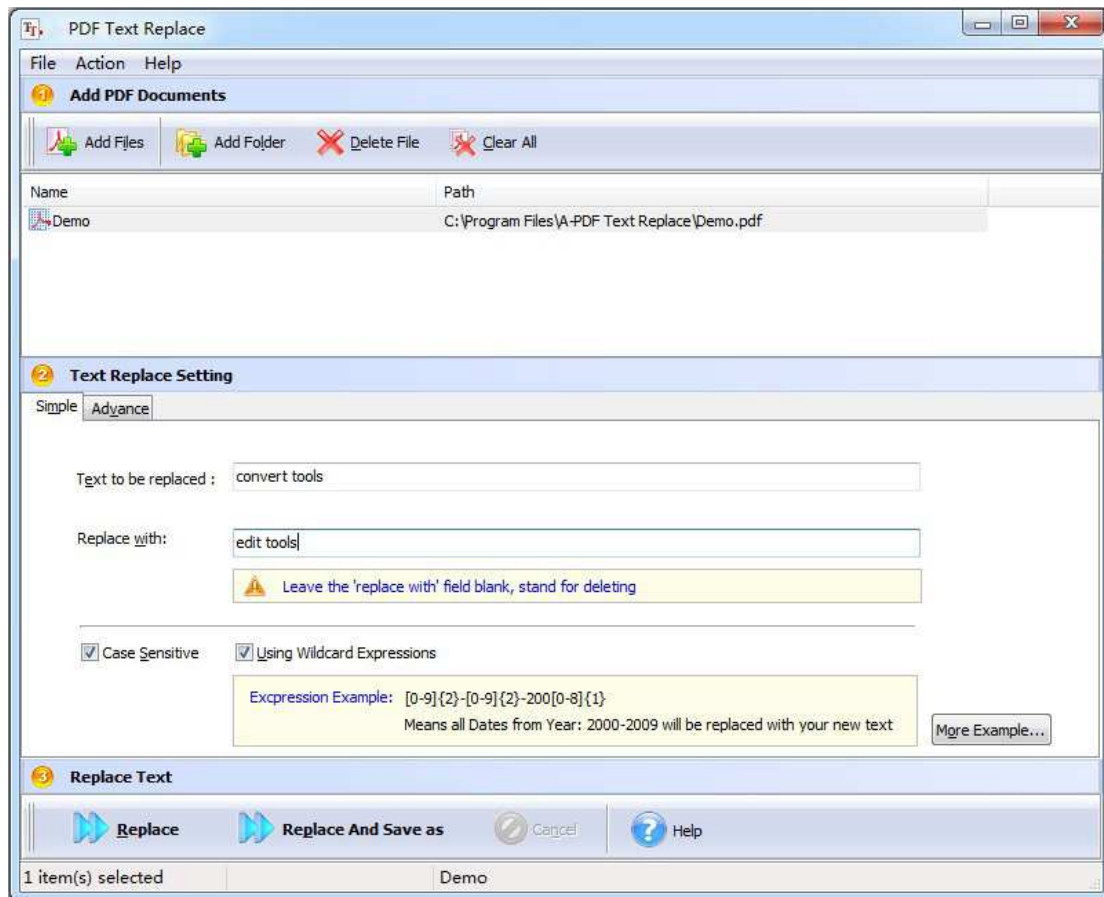 PDF Text Replace
File Action Help
1 Add PDF Documents
Add Files Add Folder Delete File Clear All
Name Path
Demo C:\Program Files\A-PDF Text Replace\Demo.pdf
2 Text Replace Setting
Simple Advance
Text to be replaced : convert tools
Replace with: edit tools
Leave the 'replace with' field blank, stand for deleting
Case Sensitive Using Wildcard Expressions
Excpression Example: [0-9]{2}-[0-9]{2}-200[0-8]{1}
Means all Dates from Year: 2000-2009 will be replaced with your new text
More Example...
3 Replace Text
Replace Replace And Save as Cancel Help
1 item(s) selected Demo